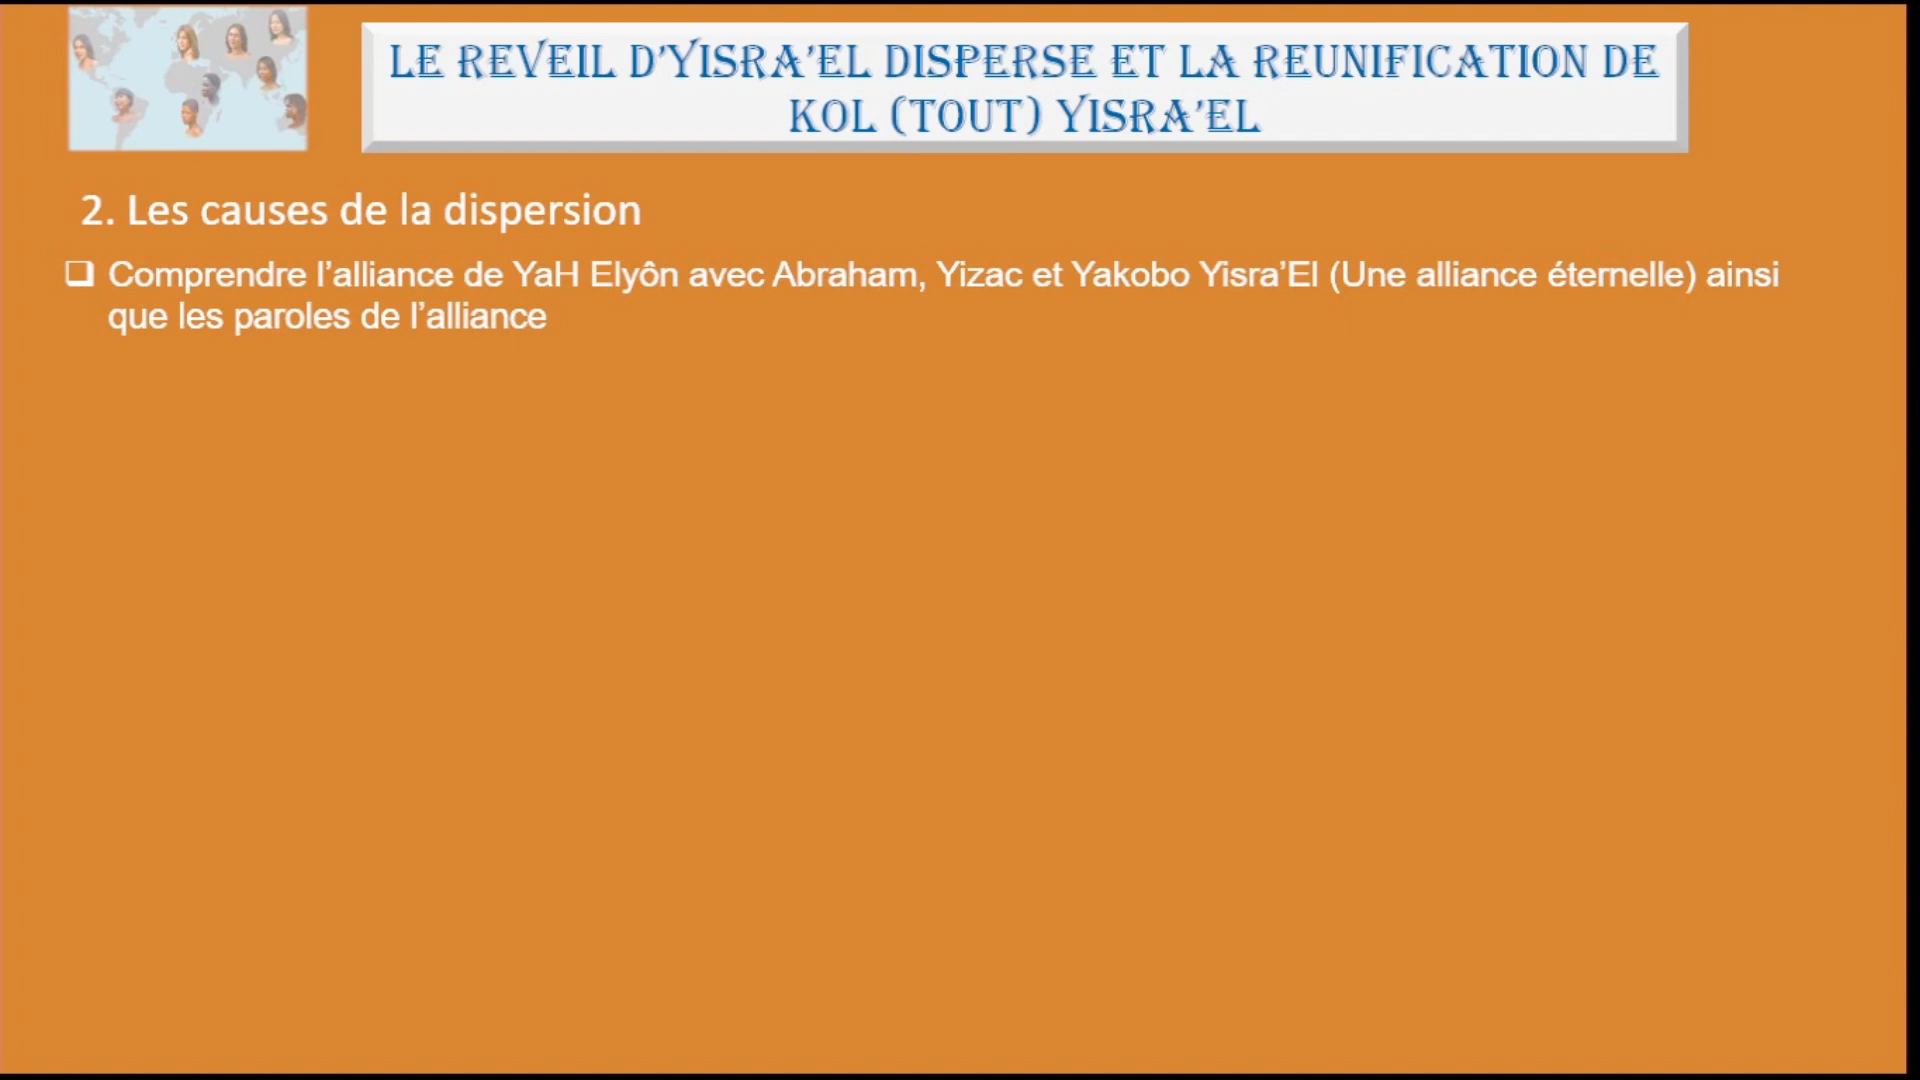 LE REVEIL D’YISRA’EL DISPERSE ET LA REUNIFICATION DE
KOL (TOUT) YISRA’EL
2. Les causes de la dispersion
❑ Comprendre l’alliance de YaH Elyôn avec Abraham, Yizac et Yakobo Yisra’El (Une alliance éternelle) ainsi
que les paroles de l’alliance